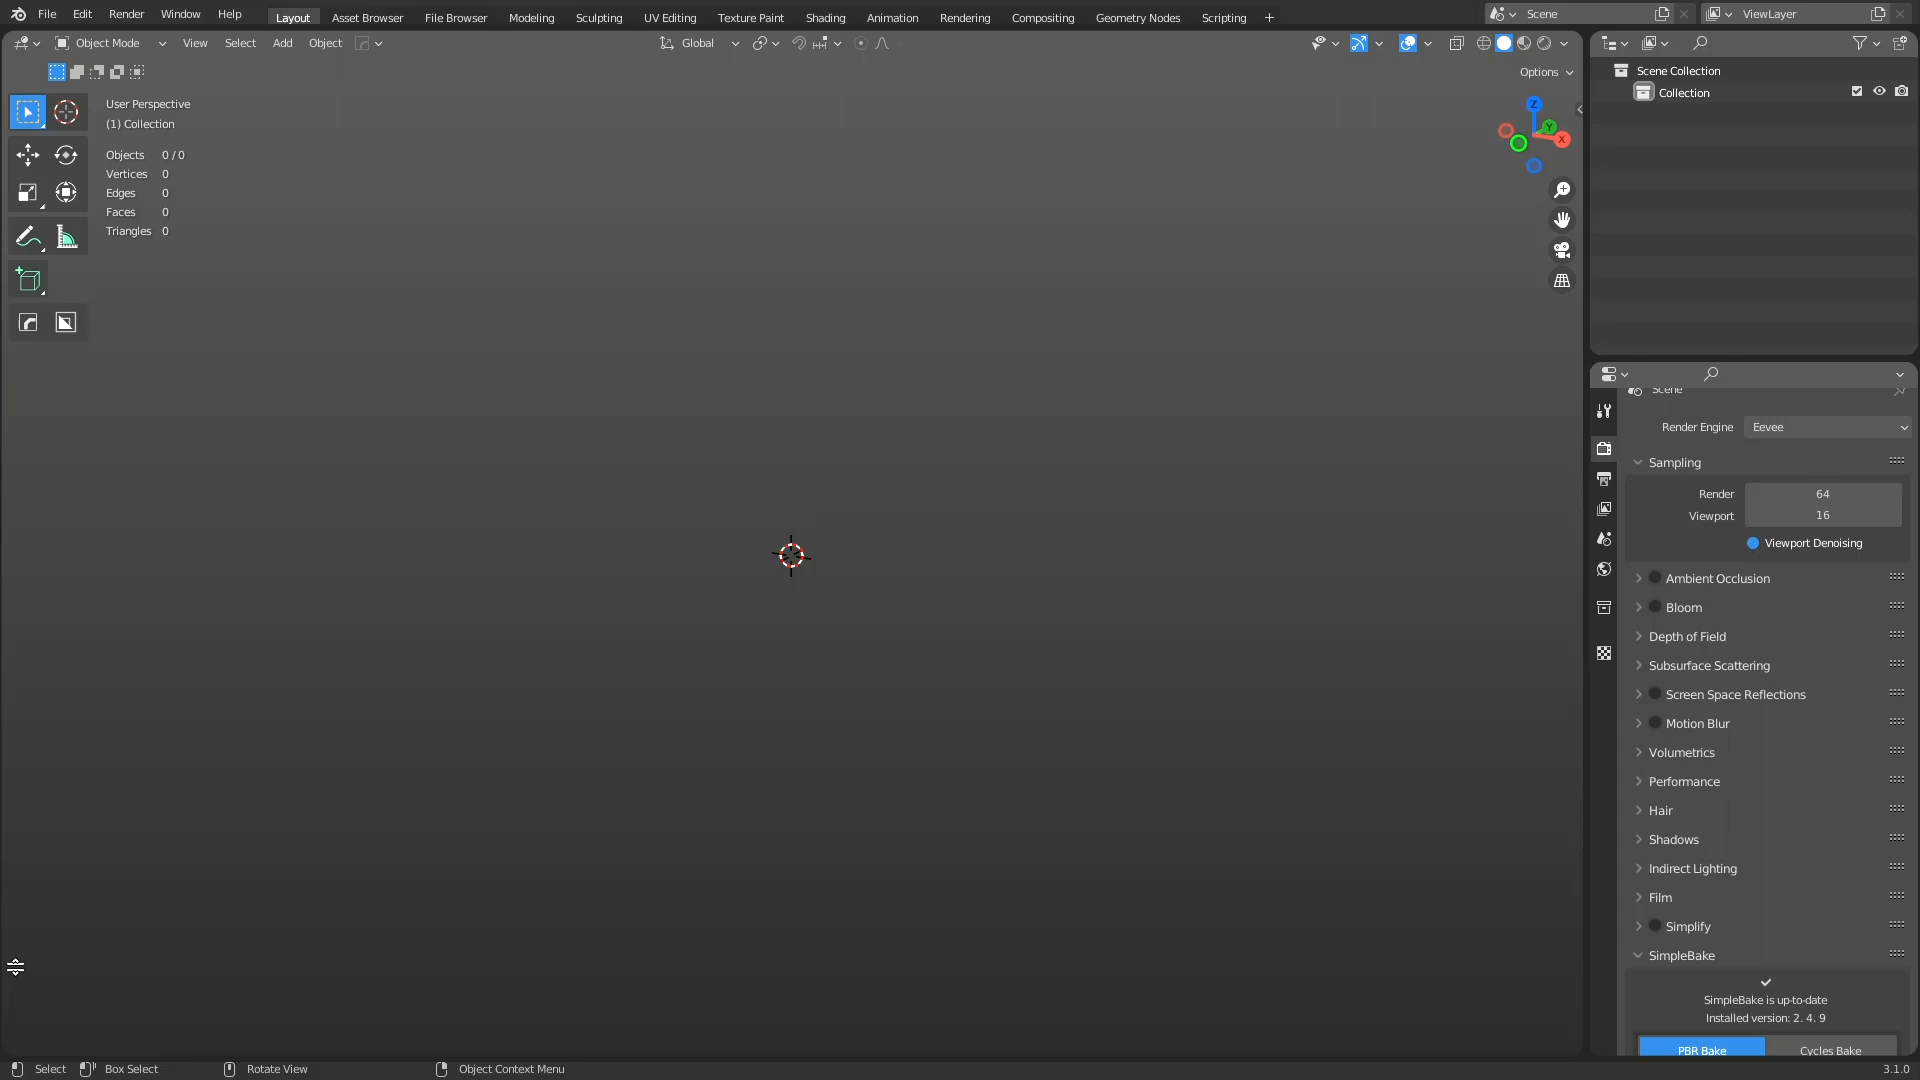 File Edit Render Window Help Layout Asset Browser File Browser Modeling Sculpting UV Editing Texture Paint Shading Animation Rendering Compositing Geometry Nodes Scripting + Scene ViewLayer
Object Mode View Select Add Object Global
Options
User Perspective
(1) Collection
Objects 0 / 0
Vertices 0
Edges 0
Faces 0
Triangles 0
Z
Y
X
Scene Collection
Collection
Scene
Render Engine Eevee
Sampling
Render 64
Viewport 16
Viewport Denoising
Ambient Occlusion
Bloom
Depth of Field
Subsurface Scattering
Screen Space Reflections
Motion Blur
Volumetrics
Performance
Hair
Shadows
Indirect Lighting
Film
Simplify
SimpleBake
SimpleBake is up-to-date
Installed version: 2. 4. 9
PBR Bake Cycles Bake
Select Box Select Rotate View Object Context Menu 3.1.0